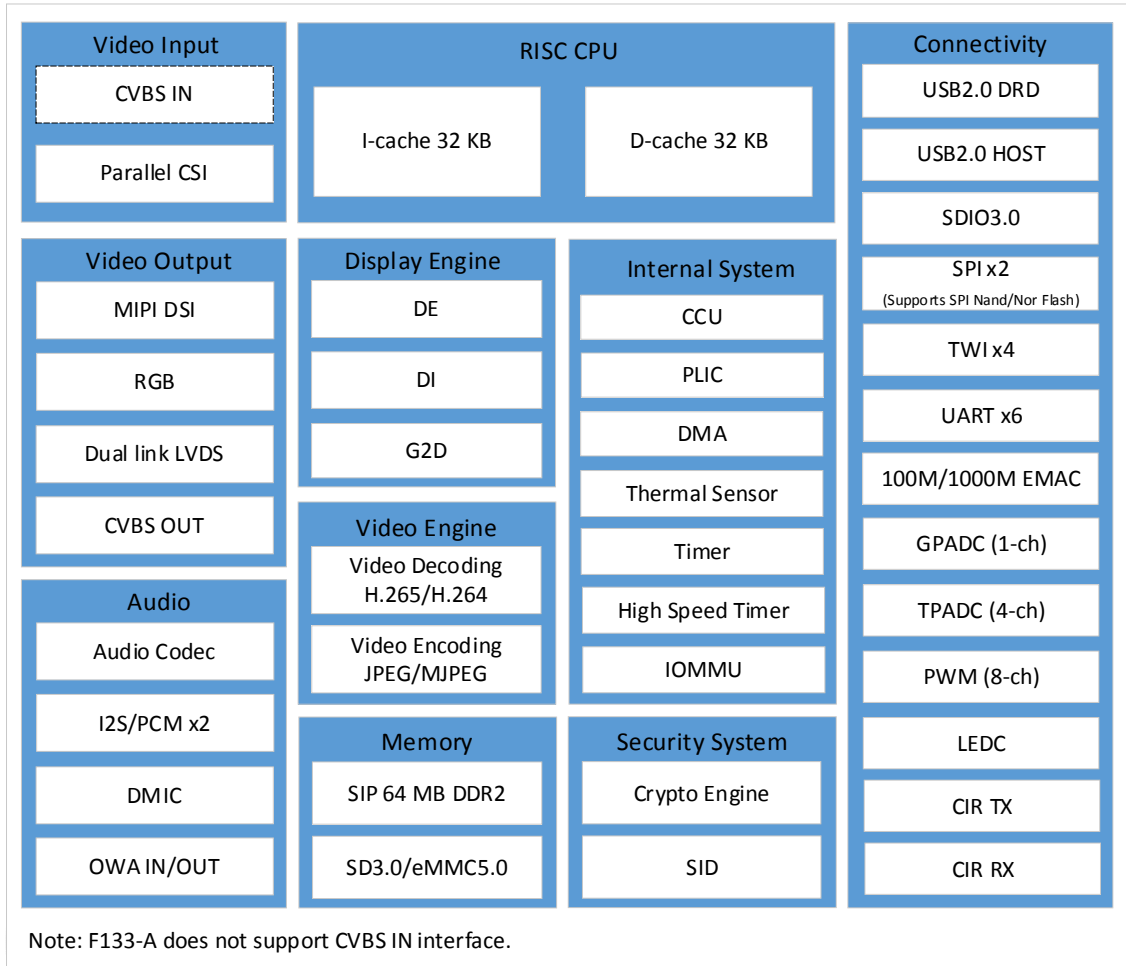 Video Input
CVBS IN
Parallel CSI
RISC CPU
I-cache 32 KB
D-cache 32 KB
Video Output
MIPI DSI
RGB
Dual link LVDS
CVBS OUT
Display Engine
DE
DI
G2D
Video Engine
Video Decoding
H.265/H.264
Video Encoding
JPEG/MJPEG
Internal System
CCU
PLIC
DMA
Thermal Sensor
Timer
High Speed Timer
IOMMU
Audio
Audio Codec
I2S/PCM x2
DMIC
OWA IN/OUT
Memory
SIP 64 MB DDR2
SD3.0/eMMC5.0
Security System
Crypto Engine
SID
Connectivity
USB2.0 DRD
USB2.0 HOST
SDIO3.0
SPI x2
(Supports SPI Nand/Nor Flash)
TWI x4
UART x6
100M/1000M EMAC
GPADC (1-ch)
TPADC (4-ch)
PWM (8-ch)
LEDC
CIR TX
CIR RX
Note: F133-A does not support CVBS IN interface.